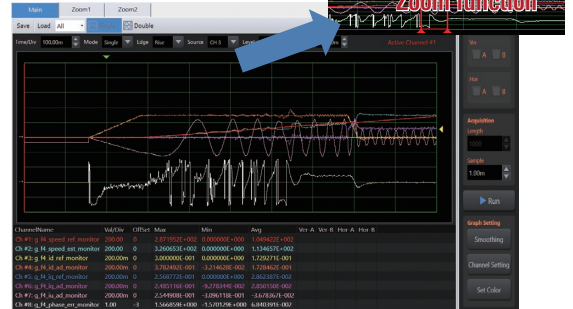 Main Zoom1 Zoom2
Zoom function
Save Load All Double
Time/Div 100.00m Mode Single Edge Rise Source CH 3 Active Channel #1
Ver
A B
Hor
A B
Acquisition
Length
1000
Sample
1.00m
Run
Graph Setting
Smoothing
Channel Setting
Set Color
ChannelName Val/Div Offset Max Min Avg Ver A Ver B Hor A Hor B
Ch #1: g_f4_speed_ref_monitor 200.00 0 2.871952E+002 0.000000E+000 1.049422E+002
Ch #2: g_f4_speed_est_monitor 200.00 0 3.260653E+002 0.000000E+000 1.134657E+002
Ch #3: g_f4_id_ref_monitor 200.00m 0 3.000000E-001 0.000000E+000 1.729271E-001
Ch #4: g_f4_id_ad_monitor 200.00m 0 3.782492E-001 -3.214628E-002 1.728462E-001
Ch #5: g_f4_iq_ref_monitor 200.00m 0 2.568772E-001 0.000000E+000 2.862387E-002
Ch #6: g_f4_iq_ad_monitor 200.00m 0 2.485116E-001 -9.278344E-002 2.850150E-002
Ch #7: g_f4_iu_ad_monitor 200.00m 0 2.544908E-001 -3.096118E-001 -3.678367E-002
Ch #8: g_f4_phase_err_monitor 1.00 -3 1.566859E+000 -1.570129E+000 6.840391E-002